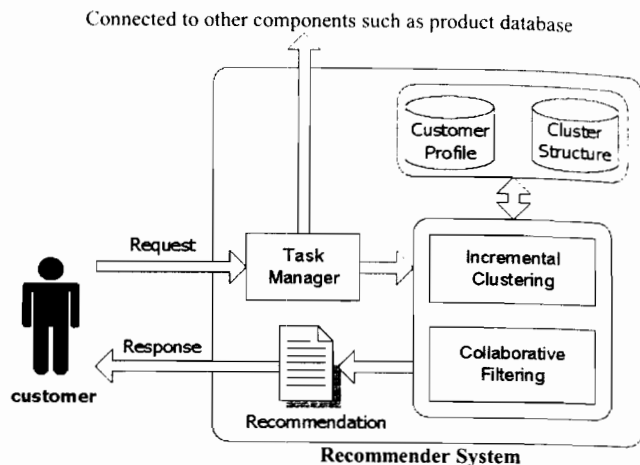 Connected to other components such as product database
Customer
Profile
Cluster
Structure
Request
Task
Manager
Incremental
Clustering
Response
Collaborative
Filtering
customer
Recommendation
Recommender System